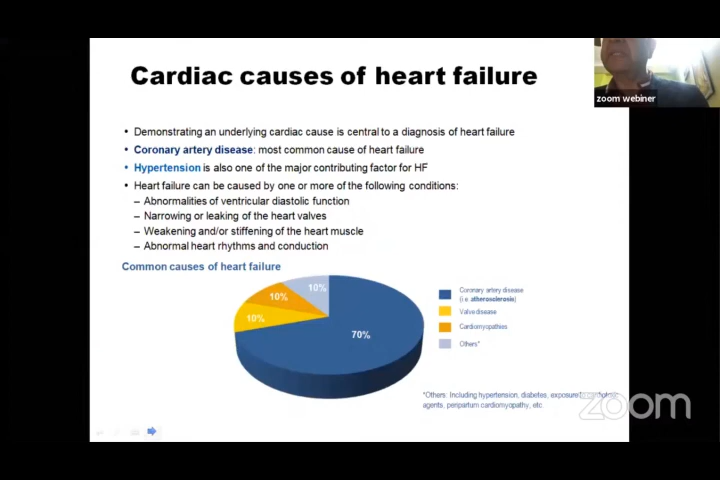 Cardiac causes of heart failure
zoom webiner
• Demonstrating an underlying cardiac cause is central to a diagnosis of heart failure
• Coronary artery disease: most common cause of heart failure
• Hypertension is also one of the major contributing factor for HF
• Heart failure can be caused by one or more of the following conditions:
– Abnormalities of ventricular diastolic function
– Narrowing or leaking of the heart valves
– Weakening and/or stiffening of the heart muscle
– Abnormal heart rhythms and conduction
Common causes of heart failure
10%
10%
10%
70%
Coronary artery disease
(i.e. atherosclerosis)
Valve disease
Cardiomyopathies
Others*
*Others: Including hypertension, diabetes, exposure
agents, peripartum cardiomyopathy, etc
zoom